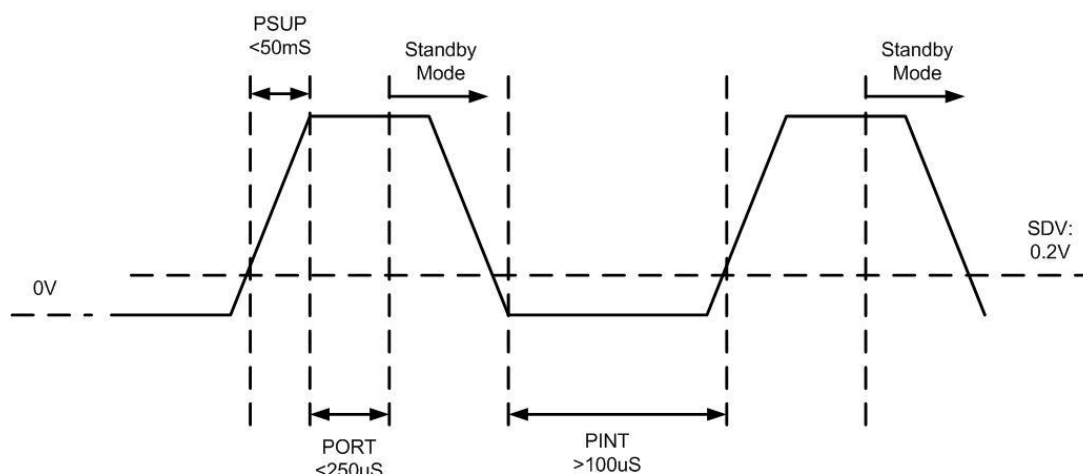 PSUP
<50mS
Standby
Mode
Standby
Mode
SDV:
0.2V
0V
PORT
<250uS
PINT
>100uS